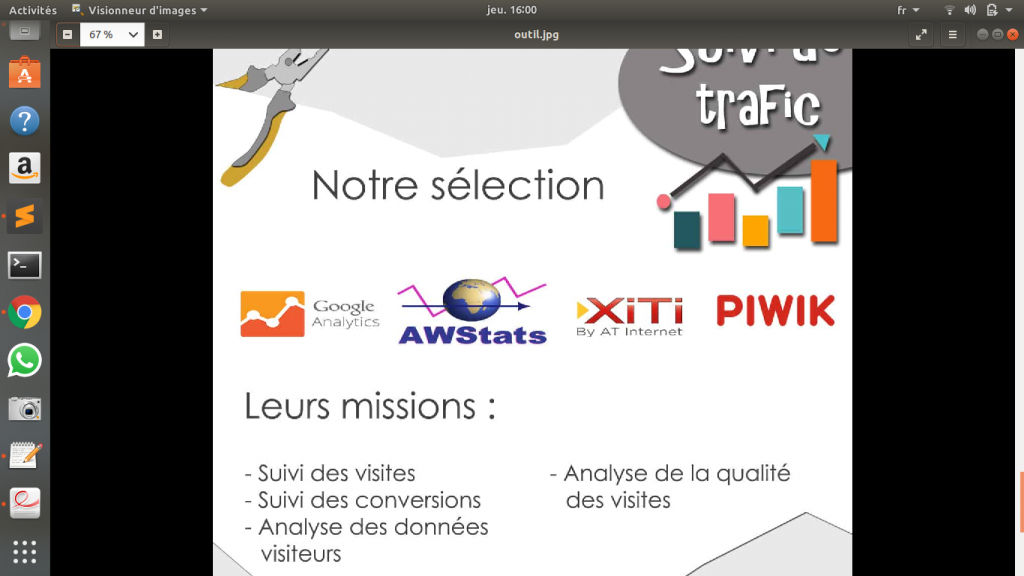 Activités
Visionneur d'images
jeu. 16:00
fr
67 %
outil.jpg
trafic
Notre sélection
Google
Analytics
AWStats
XiTi
By AT Internet
PIWIK
Leurs missions :
- Suivi des visites
- Suivi des conversions
- Analyse des données
visiteurs
- Analyse de la qualité
des visites